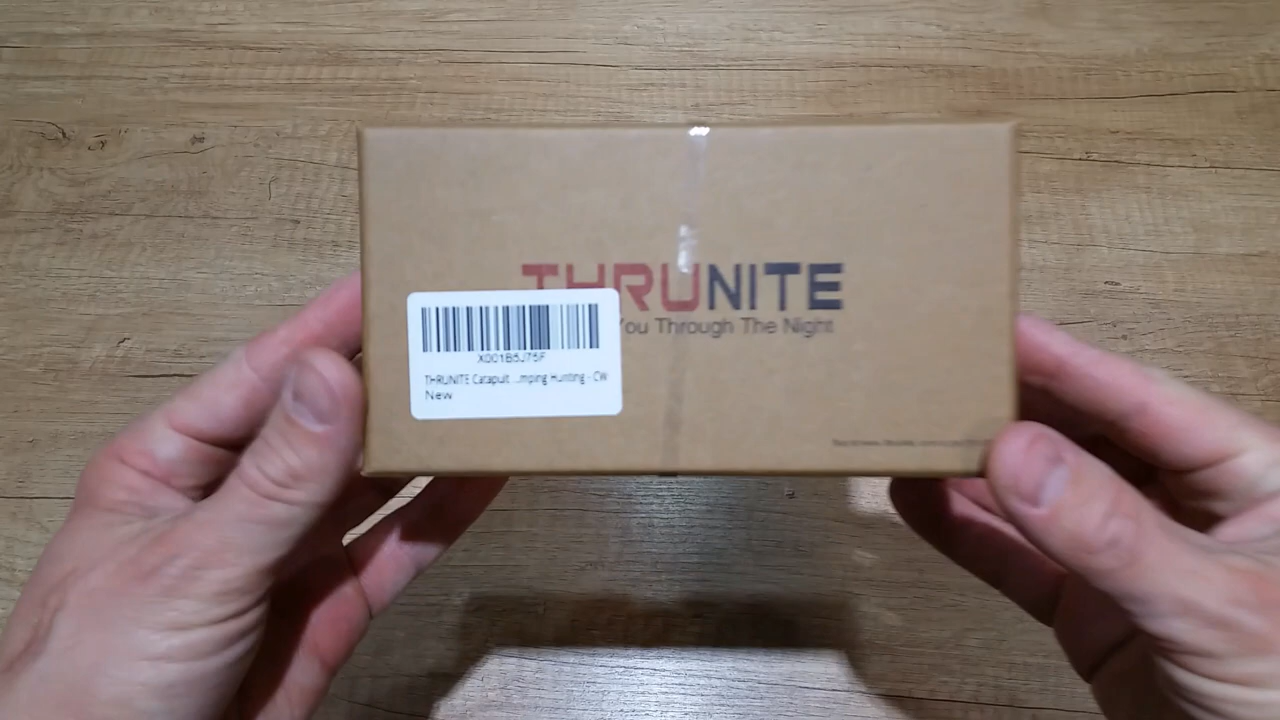 THRUNITE
You Through The Night
X001B5J75F
THRUNITE Catapult ...mping Hunting - CW
New